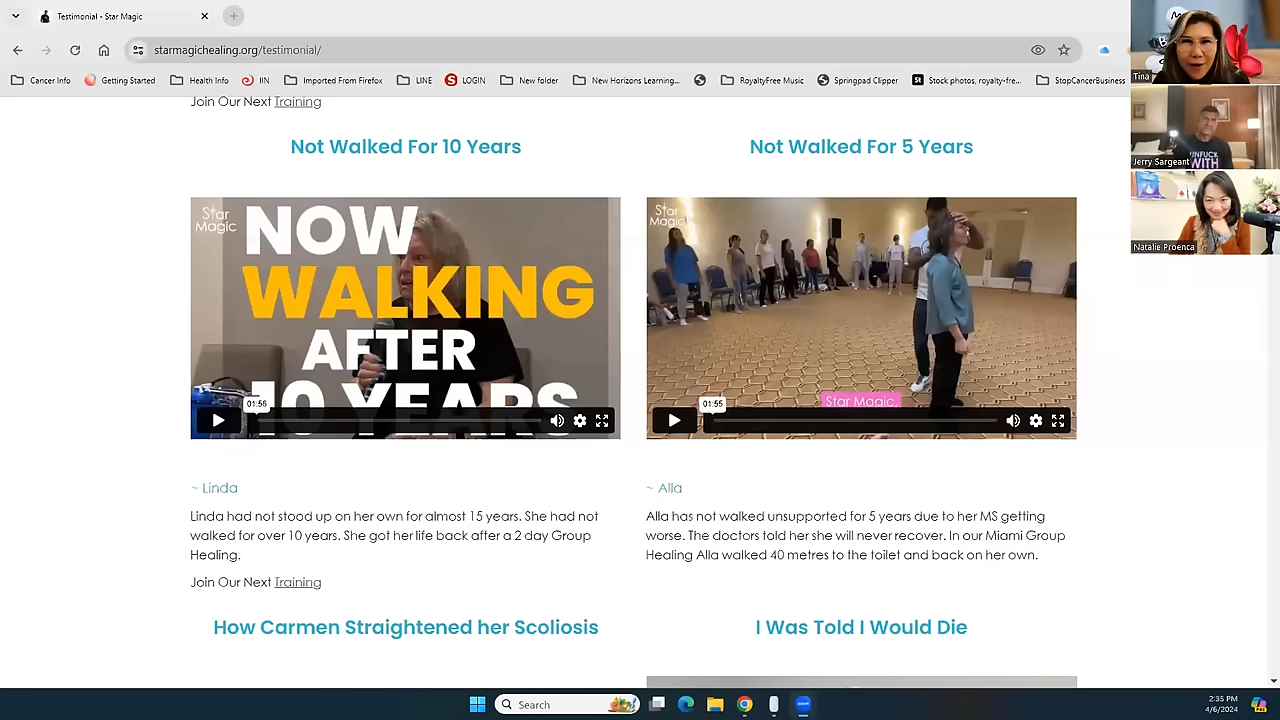 Testimonial - Star Magic
starmagichealing.org/testimonial/
Cancer Info
Getting Started
Health Info
IIN
Imported From Firefox
LINE
LOGIN
New folder
New Horizons Learning...
RoyaltyFree Music
Springpad Clipper
Stock photos, royalty-fre...
StopCancerBusiness
Tina
Jerry Sargeant
UNFUCK
WITH
Natalie Proenca
Join Our Next Training
Not Walked For 10 Years
Not Walked For 5 Years
Star
Magic
NOW
WALKING
AFTER
10 YEARS
01:56
Star
Magic
Star Magic,
01:55
~ Linda
Linda had not stood up on her own for almost 15 years. She had not
walked for over 10 years. She got her life back after a 2 day Group
Healing.
Join Our Next Training
~ Alla
Alla has not walked unsupported for 5 years due to her MS getting
worse. The doctors told her she will never recover. In our Miami Group
Healing Alla walked 40 metres to the toilet and back on her own.
How Carmen Straightened her Scoliosis
I Was Told I Would Die
Search
2:35 PM
4/6/2024